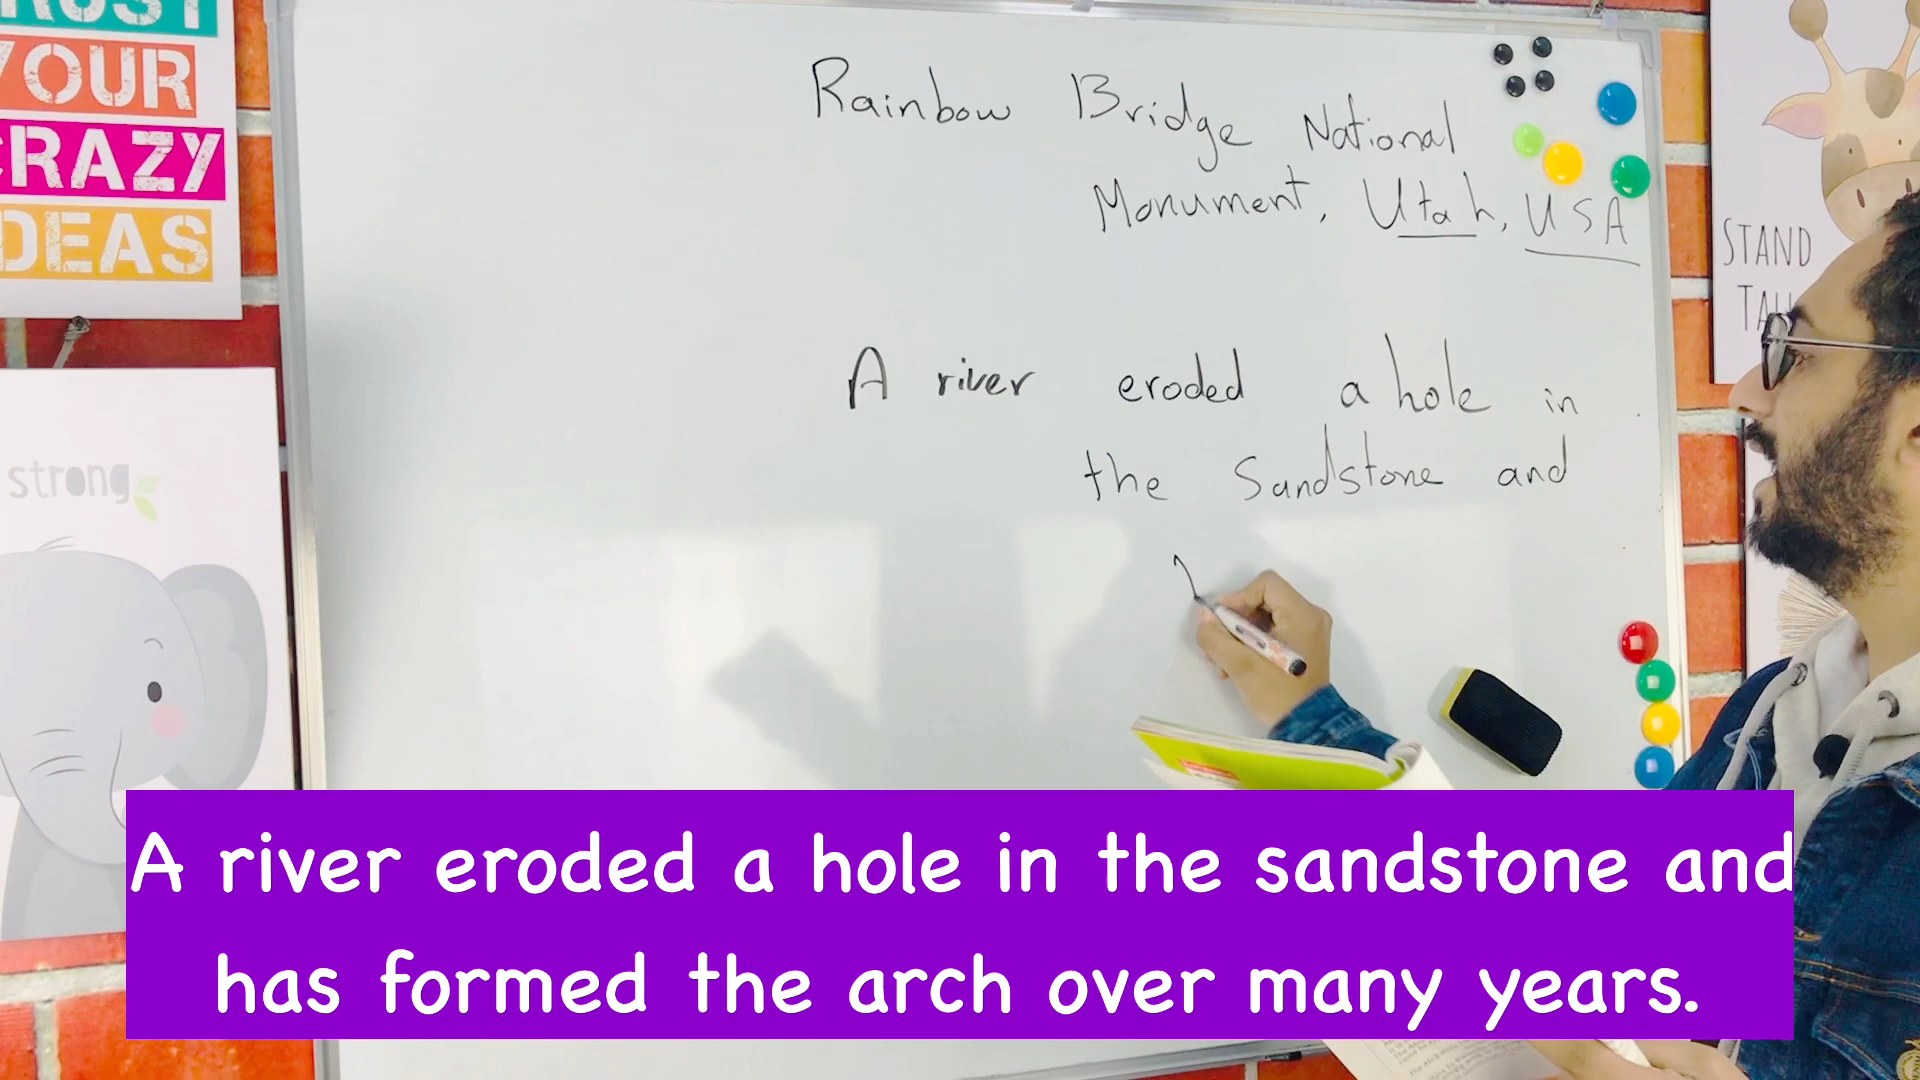 TRUST
YOUR
CRAZY
IDEAS
strong
Rainbow Bridge National
Monument, Utah, USA
A river eroded a hole in
the Sandstone and
STAND
TALL
A river eroded a hole in the sandstone and
has formed the arch over many years.